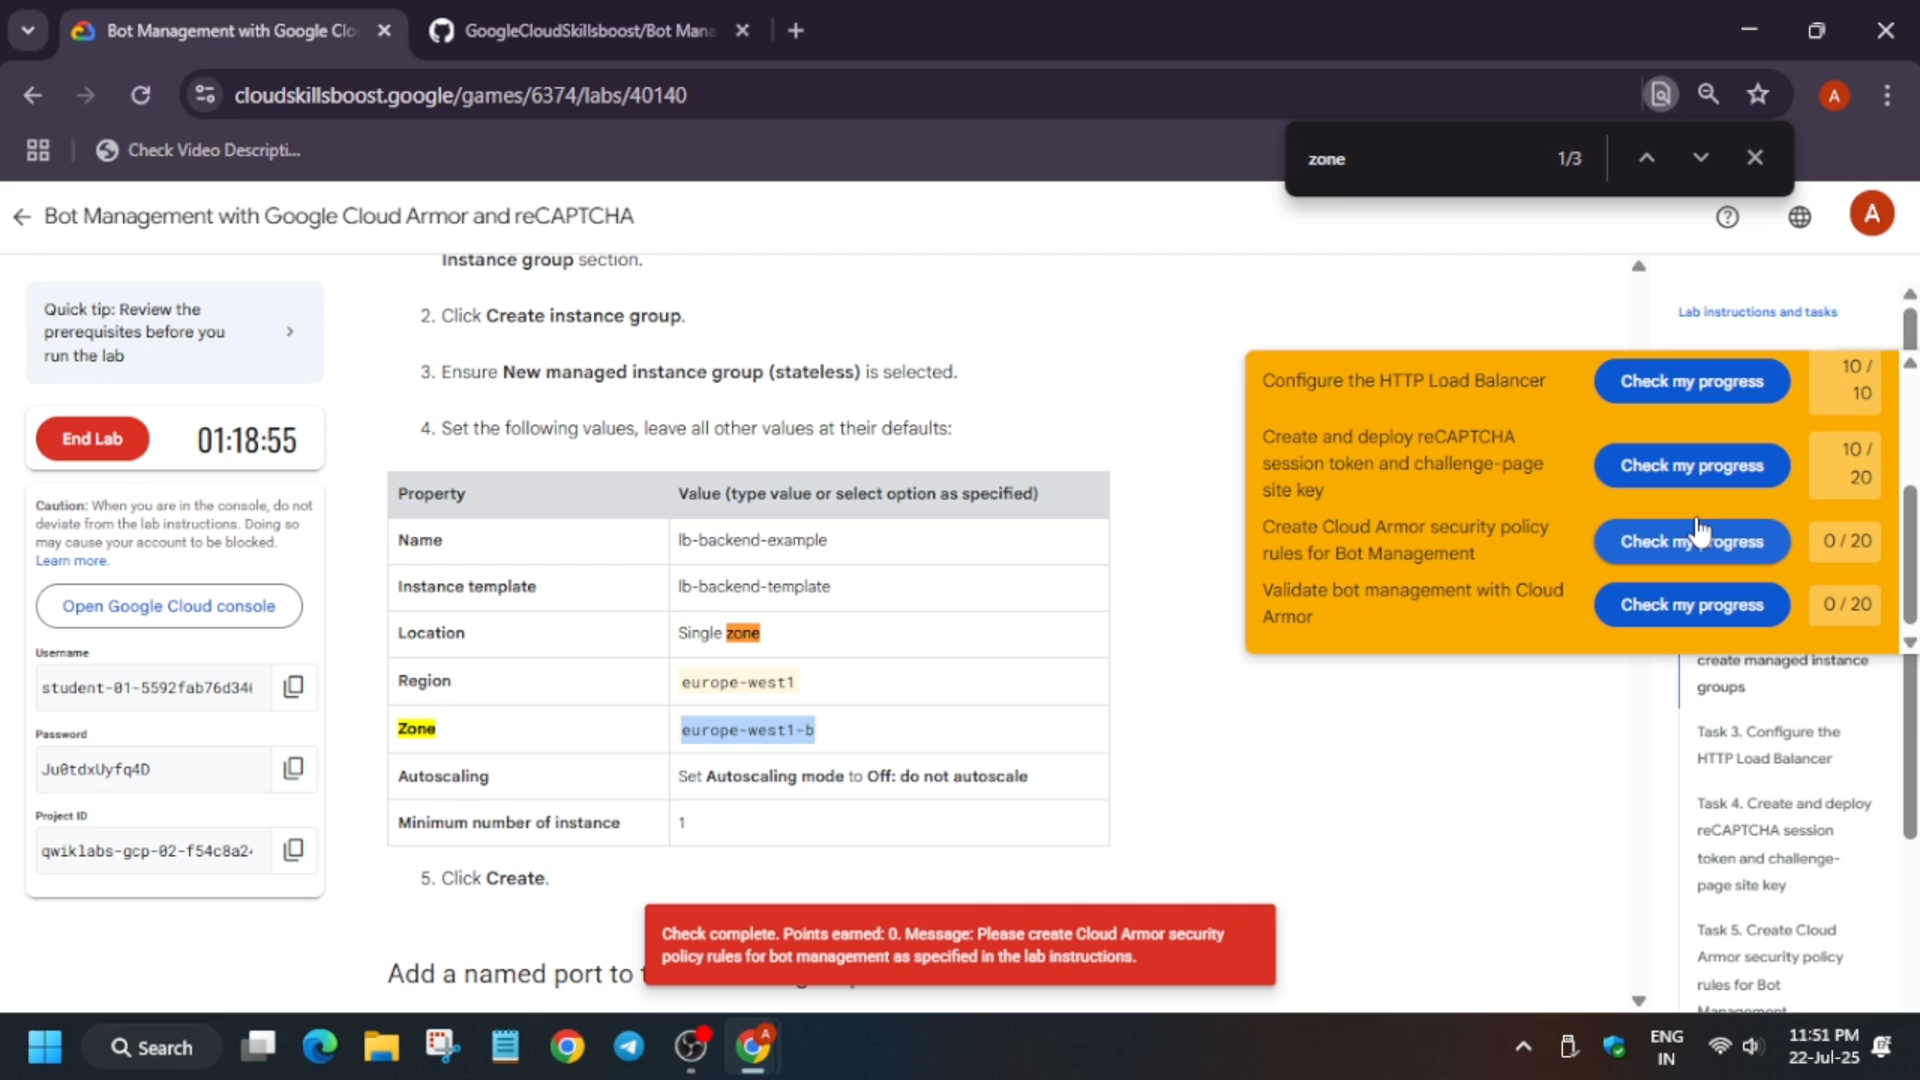 Bot Management with Google Clo
GoogleCloudSkillsboost/Bot Mana
cloudskillsboost.google/games/6374/labs/40140
A
Check Video Descripti...
zone
1/3
Bot Management with Google Cloud Armor and reCAPTCHA
A
Quick tip: Review the
prerequisites before you
run the lab
End Lab
01:18:55
Caution: When you are in the console, do not
deviate from the lab instructions. Doing so
may cause your account to be blocked.
Learn more.
Open Google Cloud console
Username
student-01-5592fab76d34
Password
Ju0tdxUyfq4D
Project ID
qwiklabs-gcp-02-f54c8a2
Instance group section.
2. Click Create instance group.
3. Ensure New managed instance group (stateless) is selected.
4. Set the following values, leave all other values at their defaults:
Property Value (type value or select option as specified)
Name lb-backend-example
Instance template lb-backend-template
Location Single zone
Region europe-west1
Zone europe-west1-b
Autoscaling Set Autoscaling mode to Off: do not autoscale
Minimum number of instance 1
5. Click Create.
Add a named port to
Check complete. Points earned: 0. Message: Please create Cloud Armor security
policy rules for bot management as specified in the lab instructions.
Lab instructions and tasks
Configure the HTTP Load Balancer
Check my progress
10 /
10
Create and deploy reCAPTCHA
session token and challenge-page
site key
Check my progress
10 /
20
Create Cloud Armor security policy
rules for Bot Management
Check my progress
0 / 20
Validate bot management with Cloud
Armor
Check my progress
0 / 20
create managed instance
groups
Task 3. Configure the
HTTP Load Balancer
Task 4. Create and deploy
reCAPTCHA session
token and challenge-
page site key
Task 5. Create Cloud
Armor security policy
rules for Bot
Management
Search
A
ENG
IN
11:51 PM
22-Jul-25